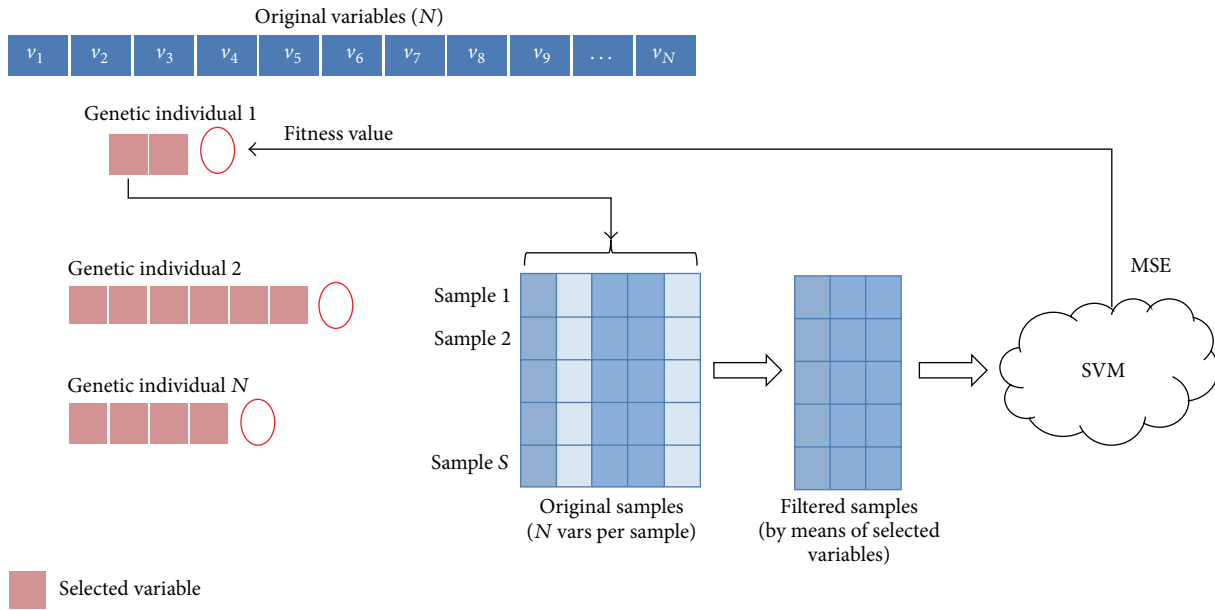 Original variables (N)
v1 v2 v3 v4 v5 v6 v7 v8 v9 ... vN
Genetic individual 1
Fitness value
Genetic individual 2
MSE
Sample 1
Sample 2
SVM
Genetic individual N
Sample S
Original samples
(N vars per sample)
Filtered samples
(by means of selected
variables)
Selected variable